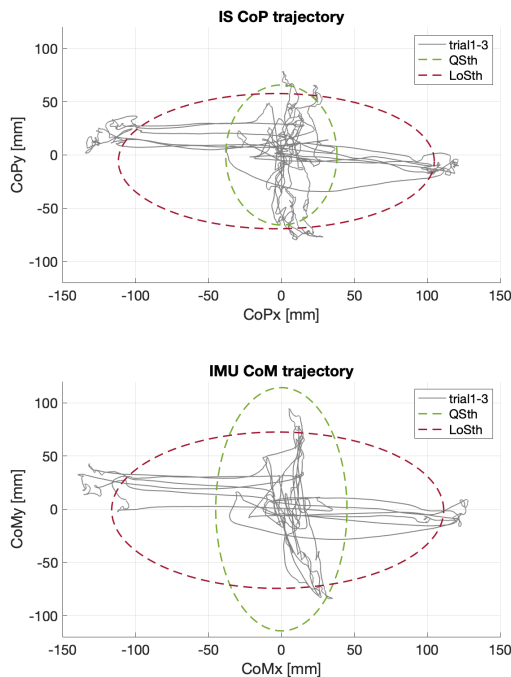 IS CoP trajectory
trial1-3
QSth
LoSth
100
50
0
-50
-100
CoPy [mm]
-150
-100
-50
0
50
100
150
CoPx [mm]
IMU CoM trajectory
trial1-3
QSth
LoSth
100
50
0
-50
-100
CoMy [mm]
-150
-100
-50
0
50
100
150
CoMx [mm]